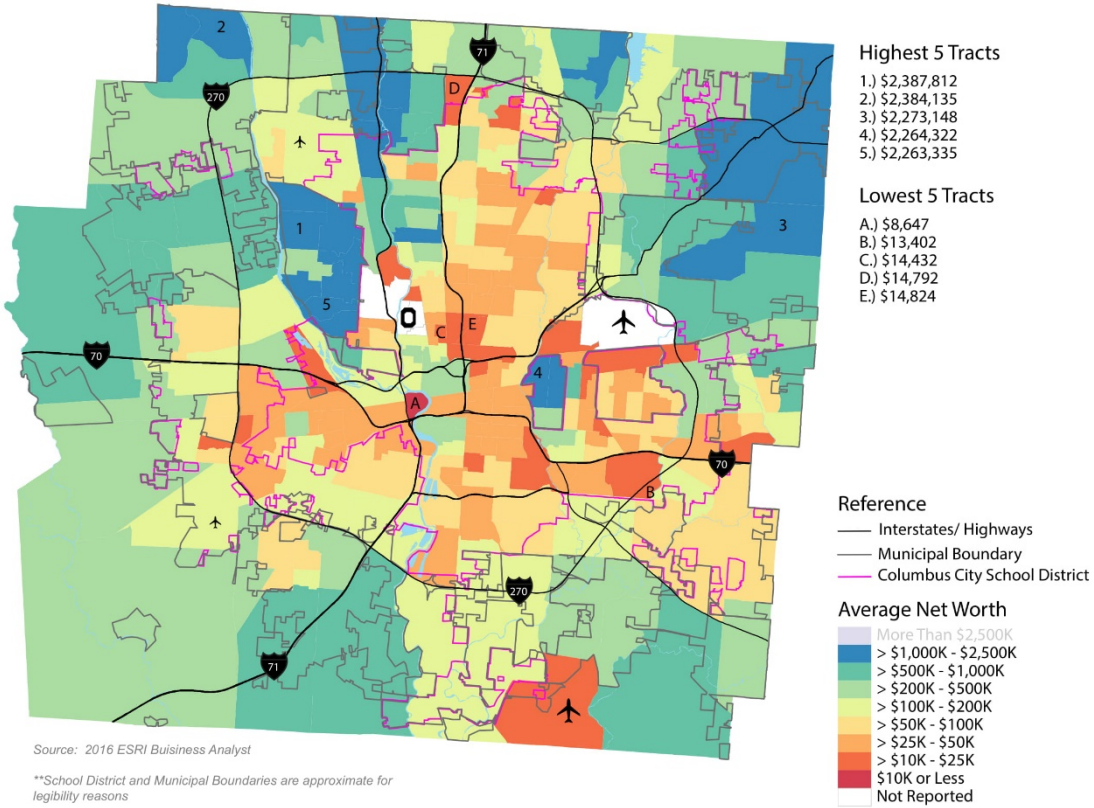 2
71
D
270
1
3
5
C
E
70
4
A
70
B
270
71
Highest 5 Tracts
1.) $2,387,812
2.) $2,384,135
3.) $2,273,148
4.) $2,264,322
5.) $2,263,335
Lowest 5 Tracts
A.) $8,647
B.) $13,402
C.) $14,432
D.) $14,792
E.) $14,824
Reference
Interstates/ Highways
Municipal Boundary
Columbus City School District
Average Net Worth
More Than $2,500K
> $1,000K - $2,500K
> $500K - $1,000K
> $200K - $500K
> $100K - $200K
> $50K - $100K
> $25K - $50K
> $10K - $25K
$10K or Less
Not Reported
Source: 2016 ESRI Buisiness Analyst
**School District and Municipal Boundaries are approximate for
legibility reasons